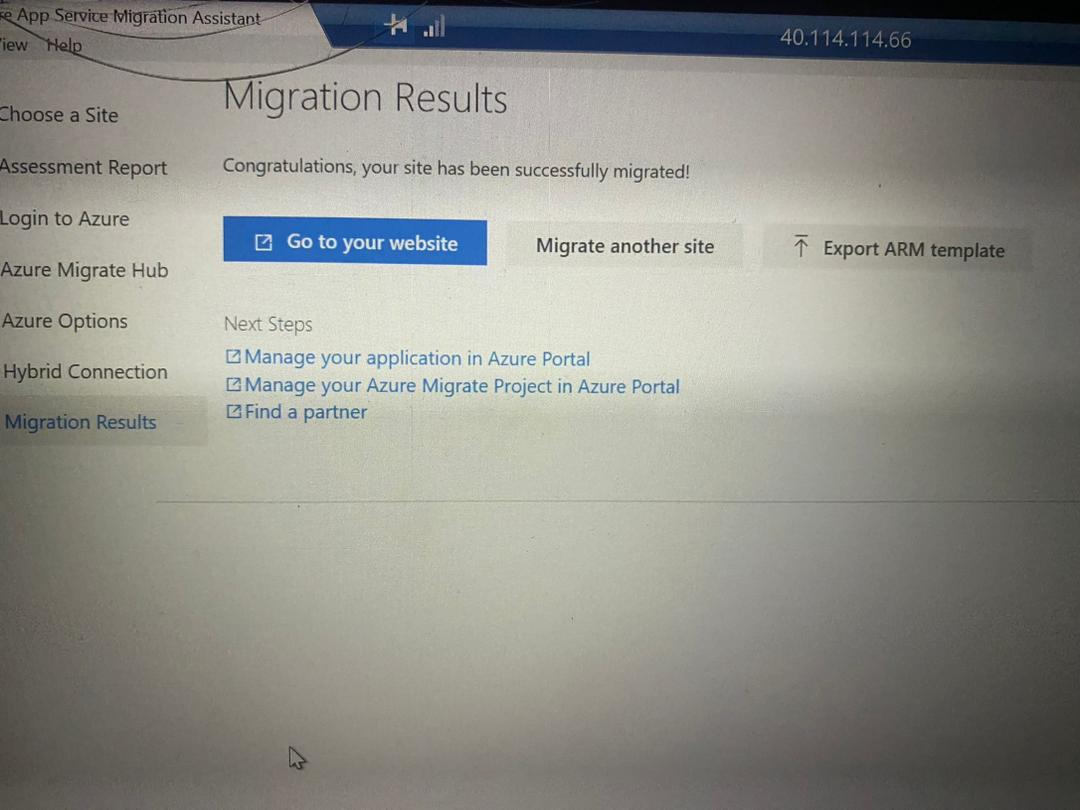 e App Service Migration Assistant
40.114.114.66
iew Help
Migration Results
Choose a Site
Congratulations, your site has been successfully migrated!
Assessment Report
Login to Azure
Go to your website
Migrate another site
Export ARM template
Azure Migrate Hub
Azure Options
Next Steps
Manage your application in Azure Portal
Hybrid Connection
Manage your Azure Migrate Project in Azure Portal
Find a partner
Migration Results